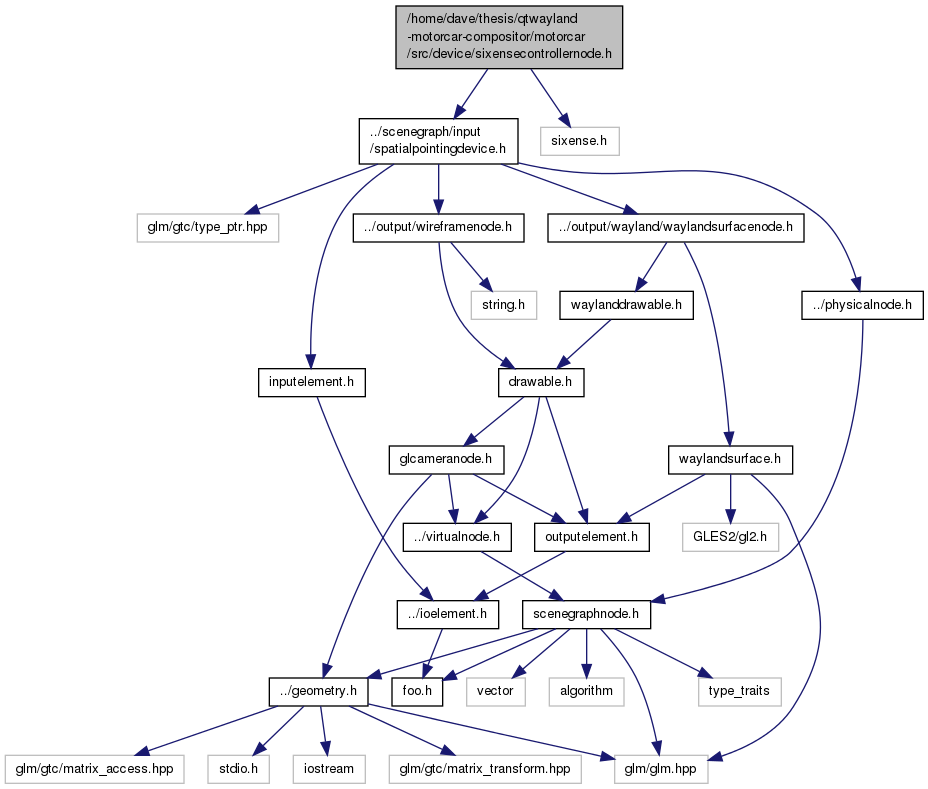 /home/dave/thesis/qtwayland
-motorcar-compositor/motorcar
/src/device/sixensecontrollernode.h
../scenegraph/input
/spatialpointingdevice.h
sixense.h
glm/gtc/type_ptr.hpp
../output/wireframenode.h
../output/wayland/waylandsurfacenode.h
string.h
waylanddrawable.h
../physicalnode.h
inputelement.h
drawable.h
glcameranode.h
waylandsurface.h
../virtualnode.h
outputelement.h
GLES2/gl2.h
../ioelement.h
scenegraphnode.h
../geometry.h
foo.h
vector
algorithm
type_traits
glm/gtc/matrix_access.hpp
stdio.h
iostream
glm/gtc/matrix_transform.hpp
glm/glm.hpp